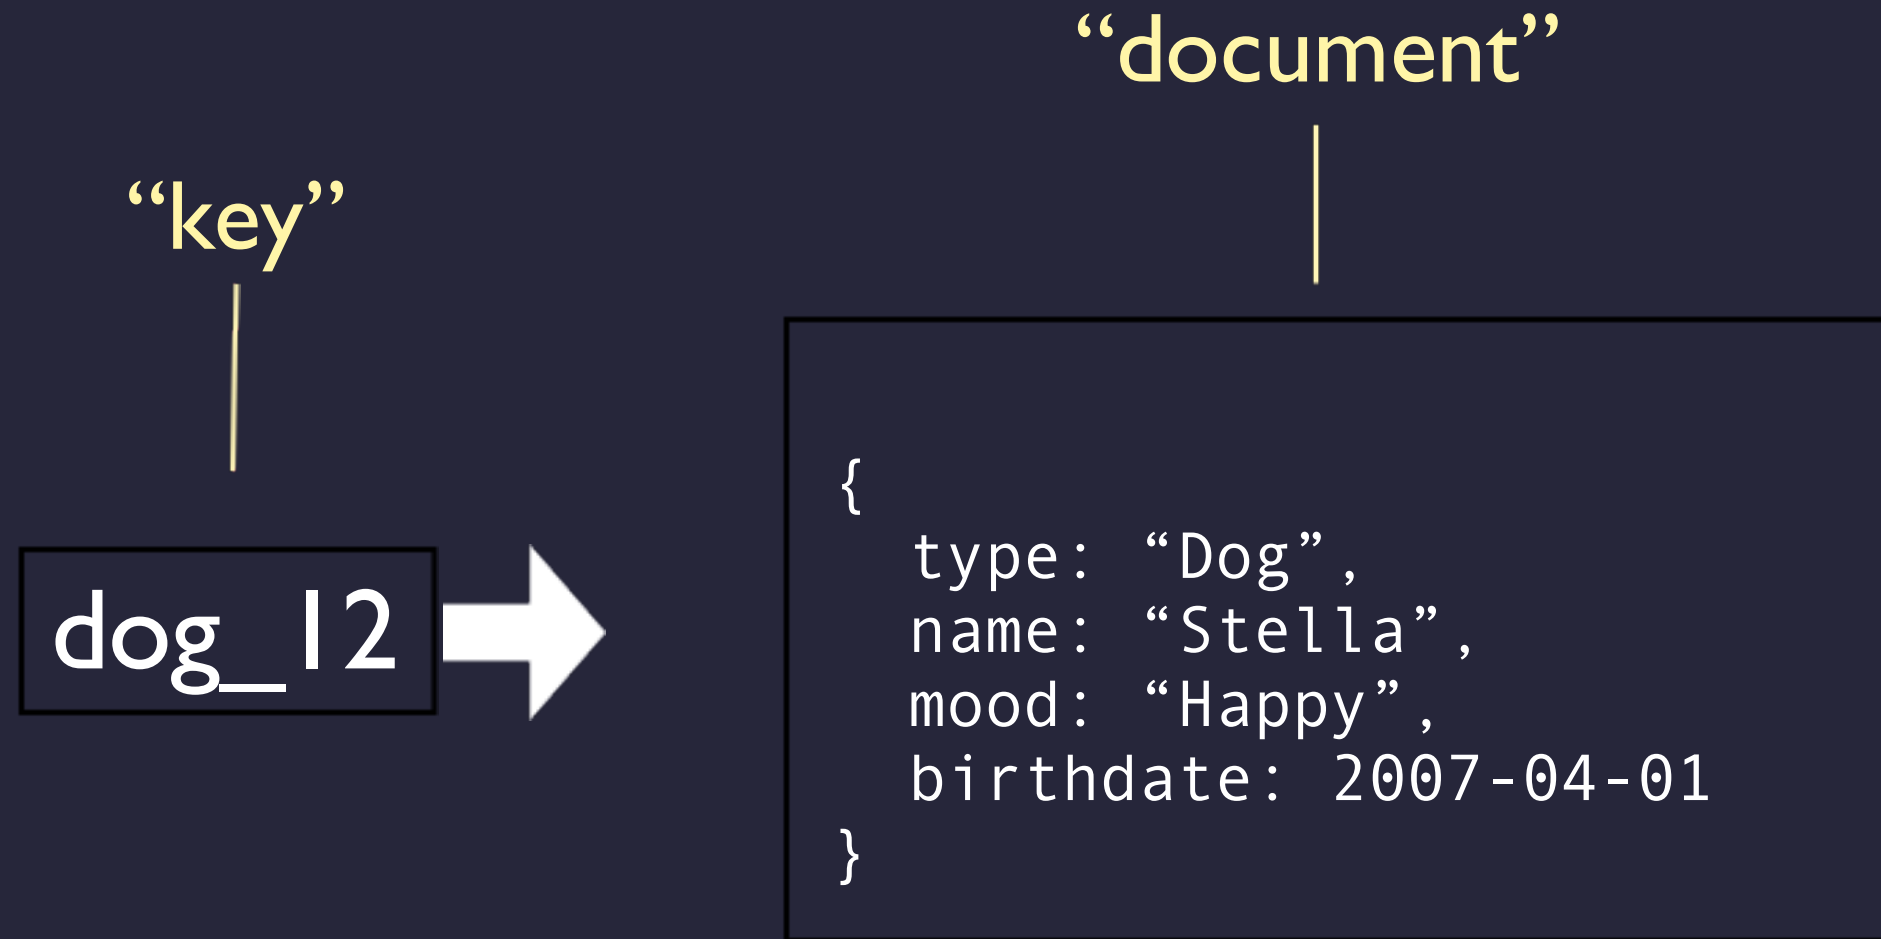 “document”
“key”
dog_12
{
type: “Dog”,
name: “Stella”,
mood: “Happy”,
birthdate: 2007-04-01
}